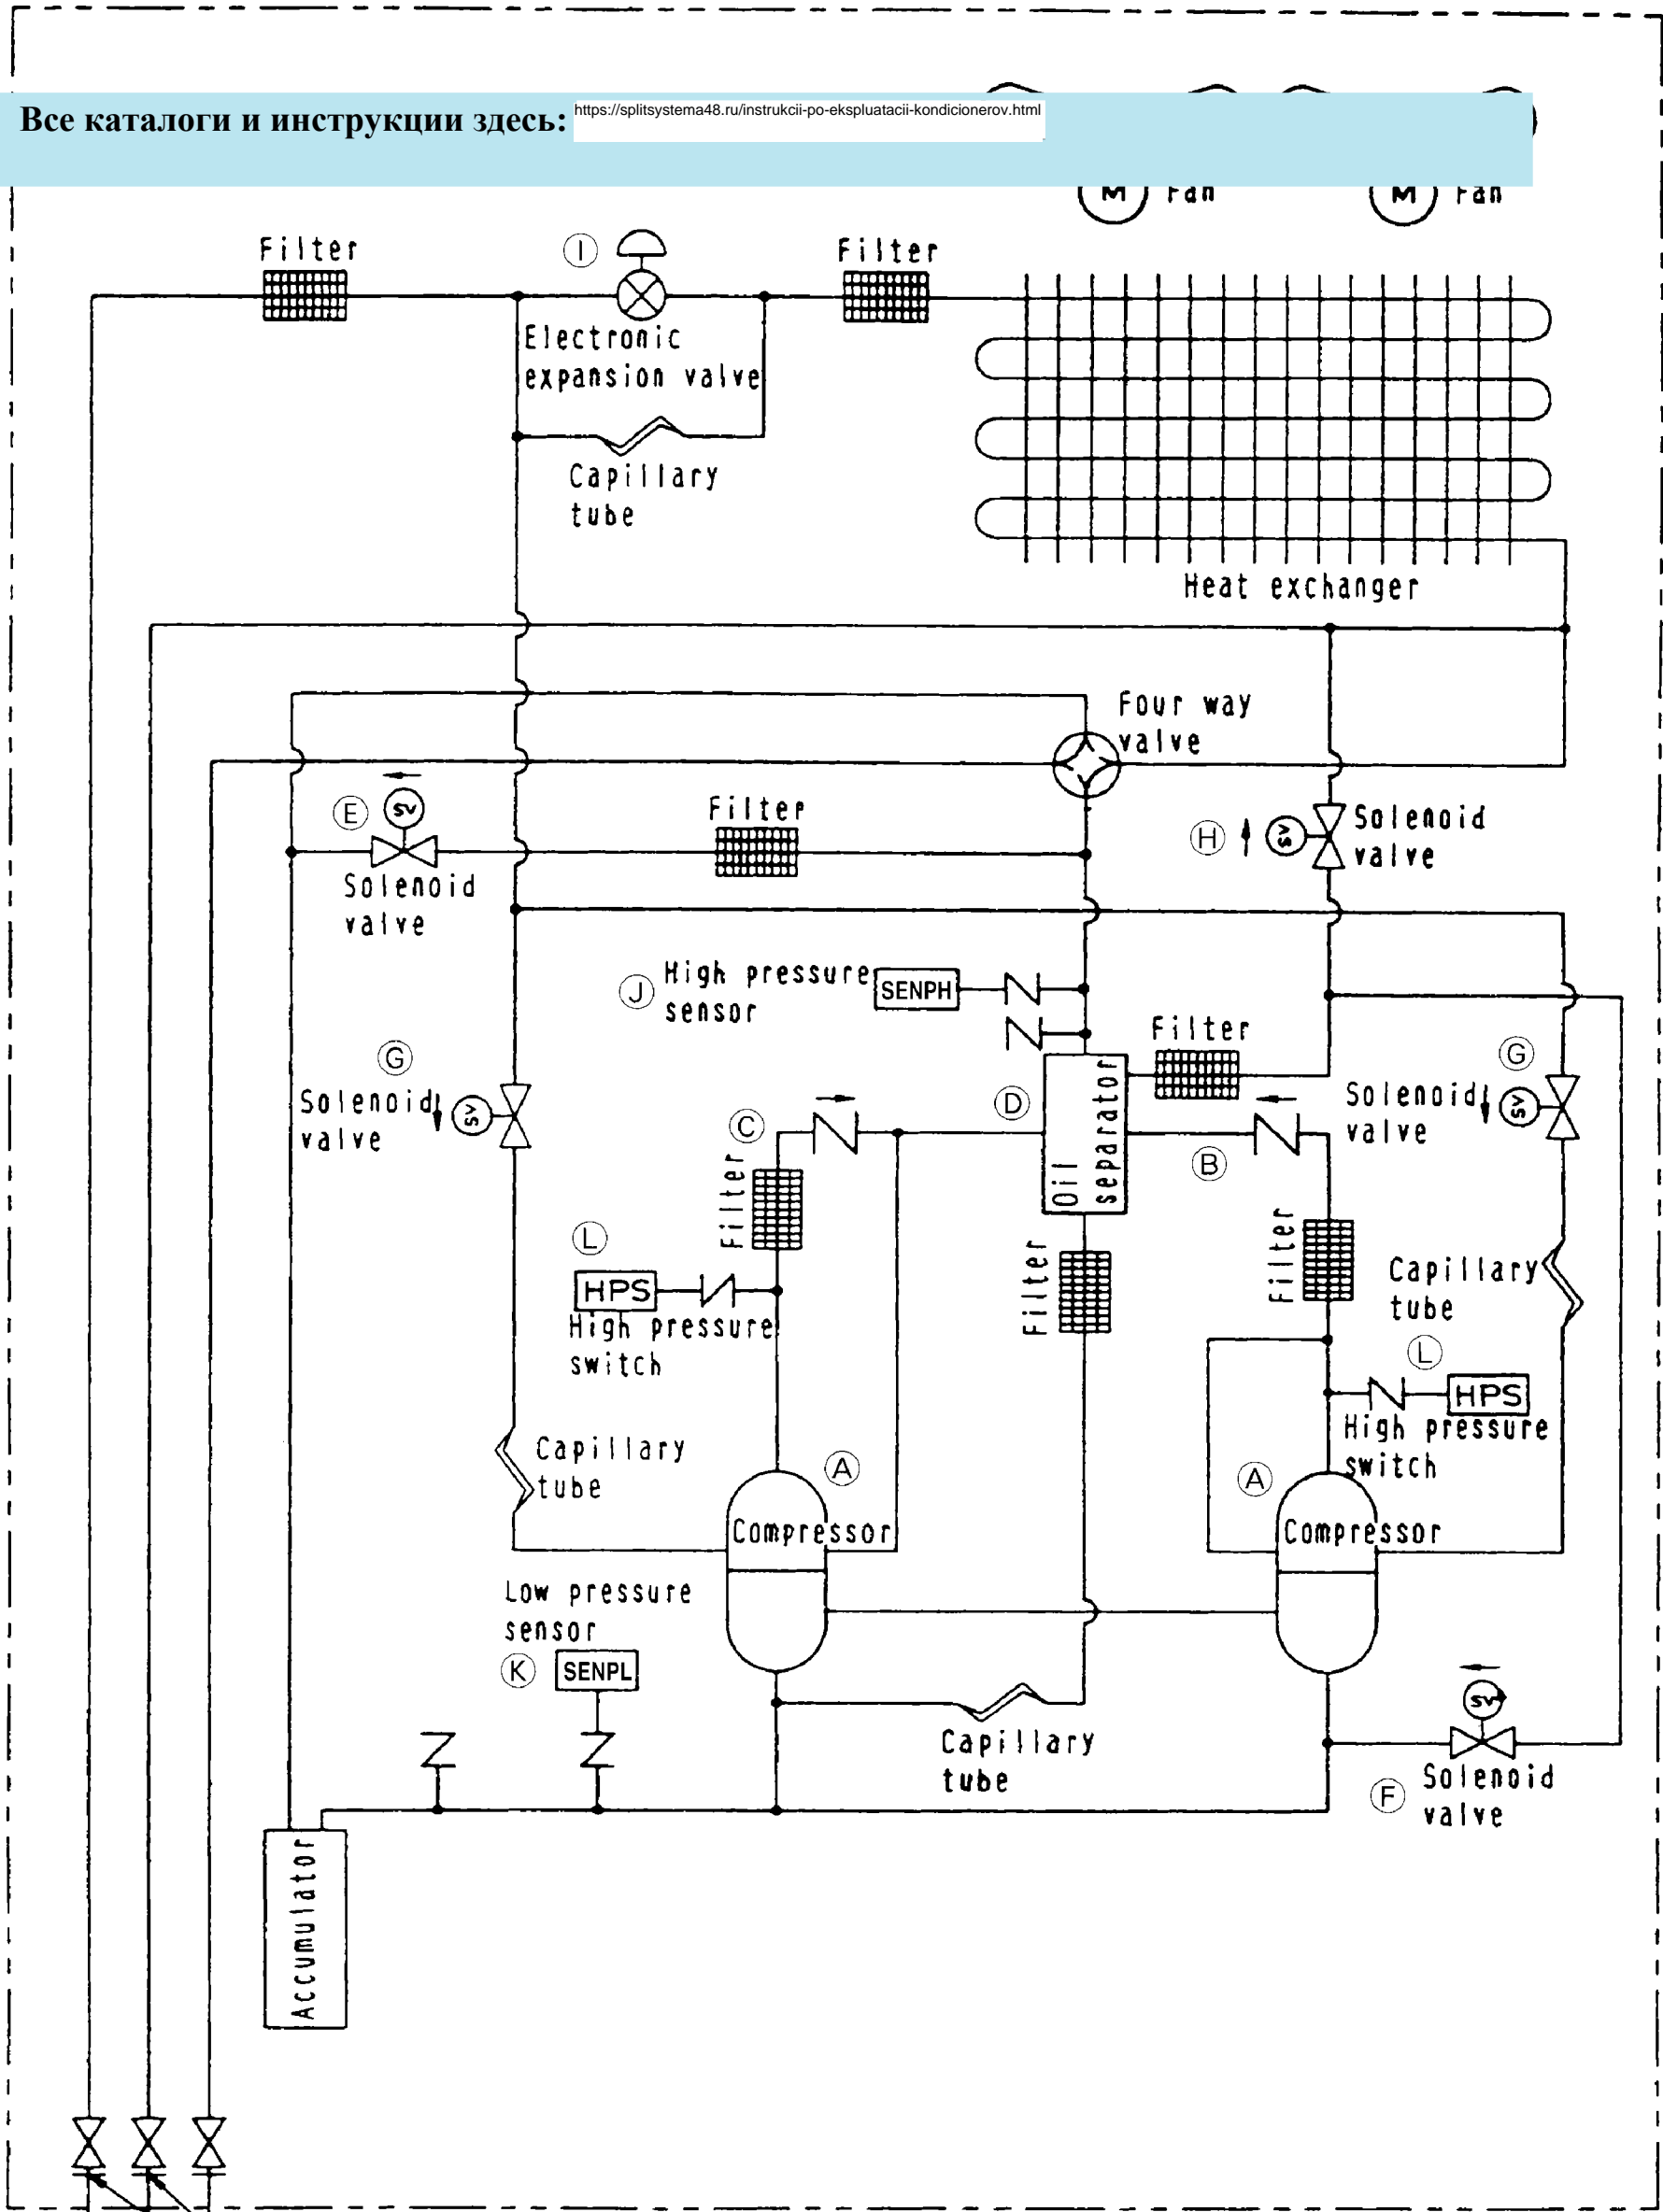 Все каталоги и инструкции здесь: https://splitsystema48.ru/instrukcii-po-ekspluatacii-kondicionerov.html
M Fan
M Fan
Filter
I
Filter
Electronic
expansion valve
Capillary
tube
Heat exchanger
Four way
valve
E
SV
Solenoid
valve
Filter
H
SV
Solenoid
valve
J
High pressure
sensor
SENPH
Filter
G
Solenoid
valve
SV
C
D
Oil
separator
B
G
Solenoid
valve
SV
Filter
L
HPS
High pressure
switch
Filter
Filter
Capillary
tube
L
HPS
High pressure
switch
Capillary
tube
A
Compressor
A
Compressor
Low pressure
sensor
K
SENPL
Capillary
tube
SV
F
Solenoid
valve
Accumulator